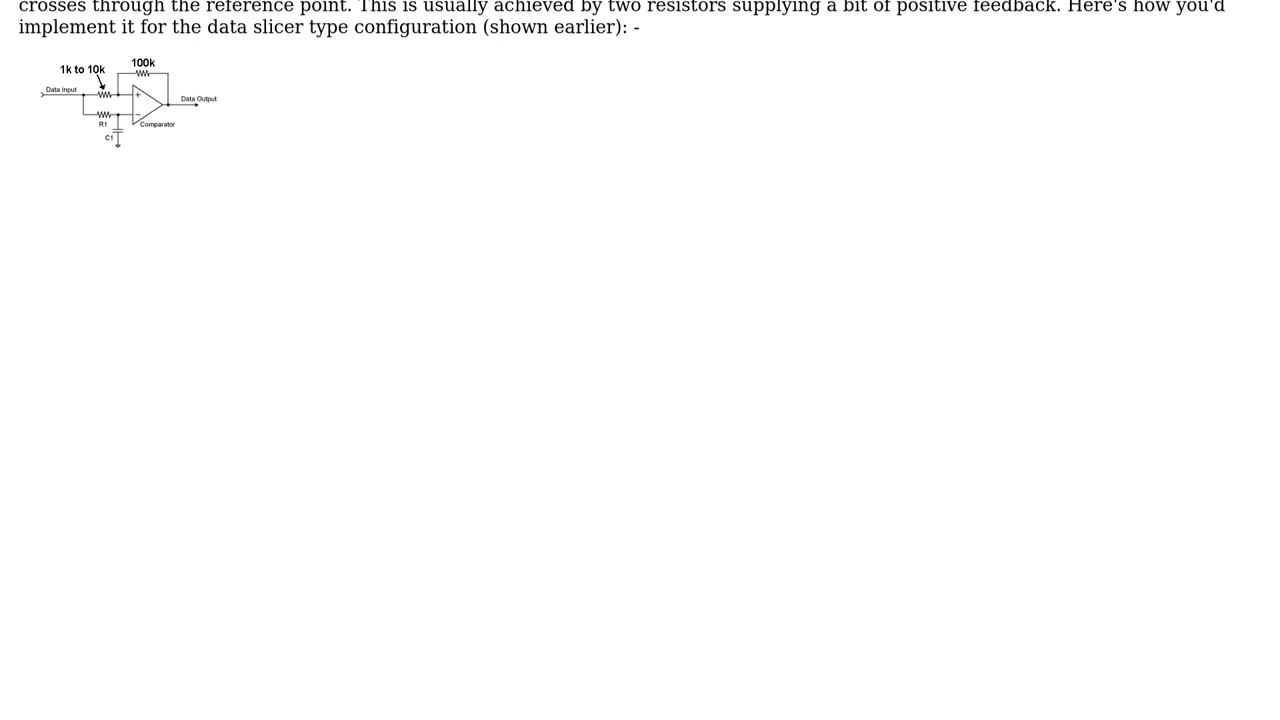 crosses through the reference point. This is usually achieved by two resistors supplying a bit of positive feedback. Here's how you'd
implement it for the data slicer type configuration (shown earlier): -
100k
1k to 10k
Data Input
+
Data Output
−
R1
Comparator
C1